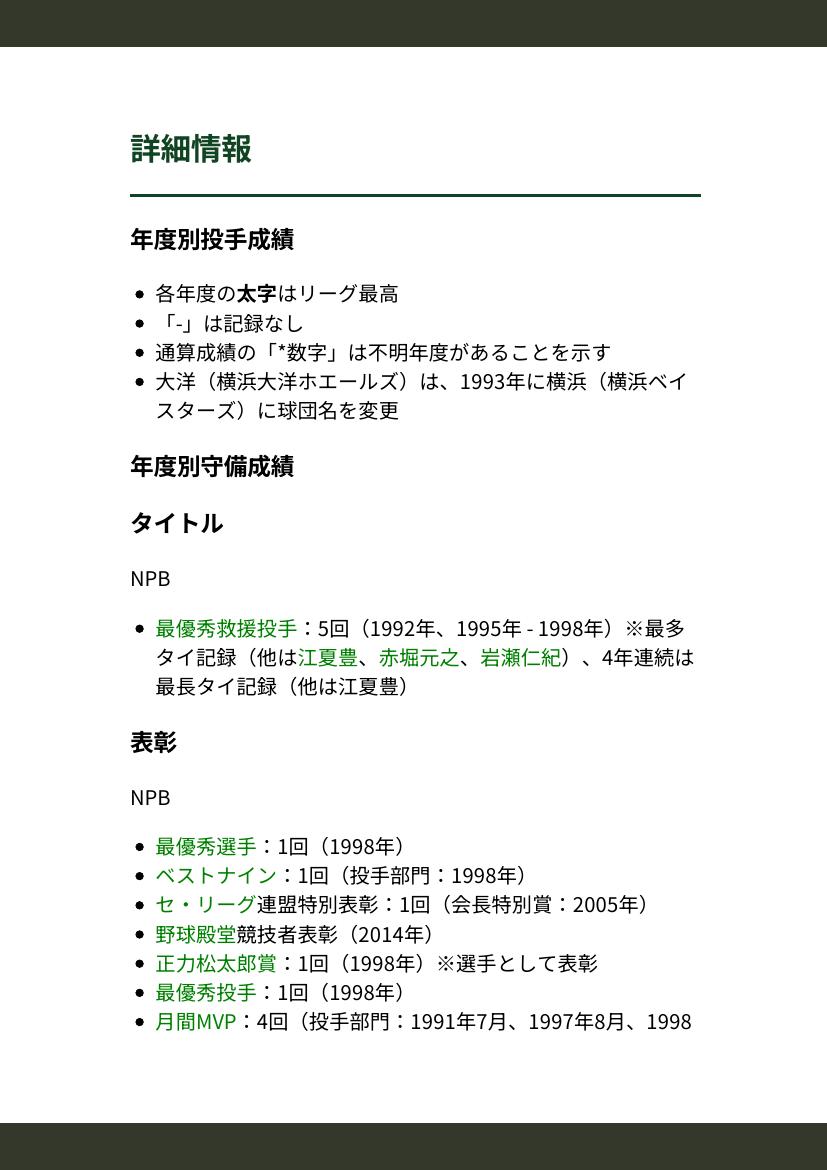 詳細情報
年度別投手成績
• 各年度の太字はリーグ最高
• 「-」は記録なし
• 通算成績の「*数字」は不明年度があることを示す
• 大洋（横浜大洋ホエールズ）は、1993年に横浜（横浜ベイ
スターズ）に球団名を変更
年度別守備成績
タイトル
NPB
• 最優秀救援投手：5回（1992年、1995年 - 1998年）※最多
タイ記録（他は江夏豊、赤堀元之、岩瀬仁紀）、4年連続は
最長タイ記録（他は江夏豊）
表彰
NPB
• 最優秀選手：1回（1998年）
• ベストナイン：1回（投手部門：1998年）
• セ・リーグ連盟特別表彰：1回（会長特別賞：2005年）
• 野球殿堂競技者表彰（2014年）
• 正力松太郎賞：1回（1998年）※選手として表彰
• 最優秀投手：1回（1998年）
• 月間MVP：4回（投手部門：1991年7月、1997年8月、1998